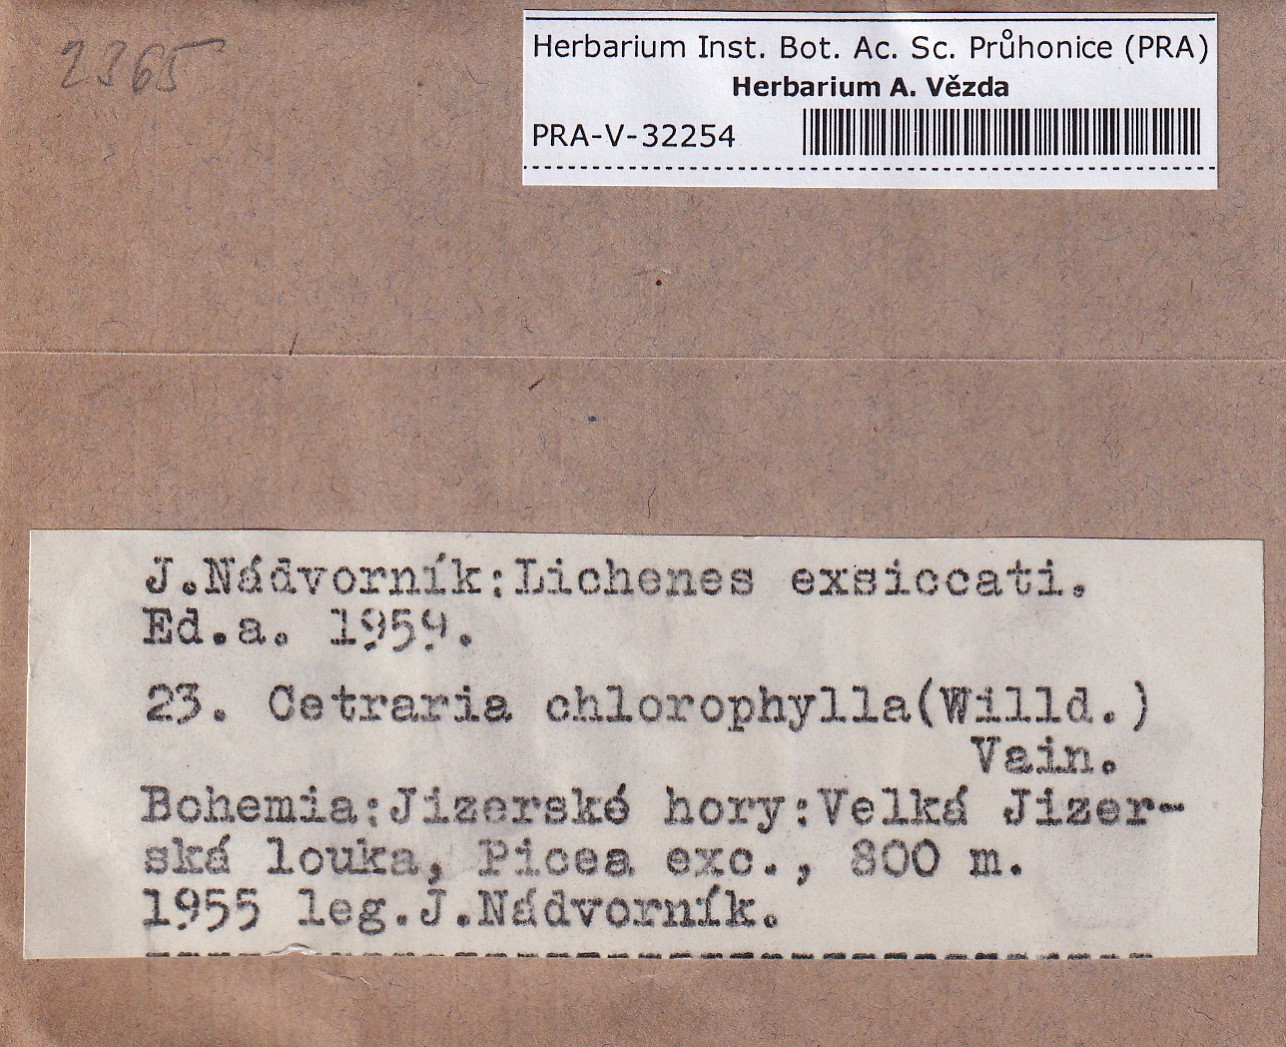 2365
Herbarium Inst. Bot. Ac. Sc. Průhonice (PRA)
Herbarium A. Vězda
PRA-V-32254
J.Nádvorník:Lichenes exsiccati.
Ed.a. 1959.
23. Cetraria chlorophylla(Willd.)
Vain.
Bohemia:Jizerské hory:Velká Jizer-
ská louka, Picea exc., 800 m.
1955 leg.J.Nádvorník.